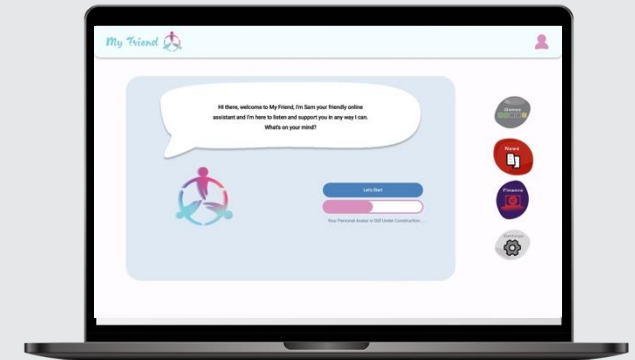 My Friend
Hi there, welcome to My Friend, I'm Sam your friendly online
assistant and I'm here to listen and support you in any way I can.
What's on your mind?
Games
News
Finance
Settings
Let's Start
Your Personal Avatar is Still Under Construction...